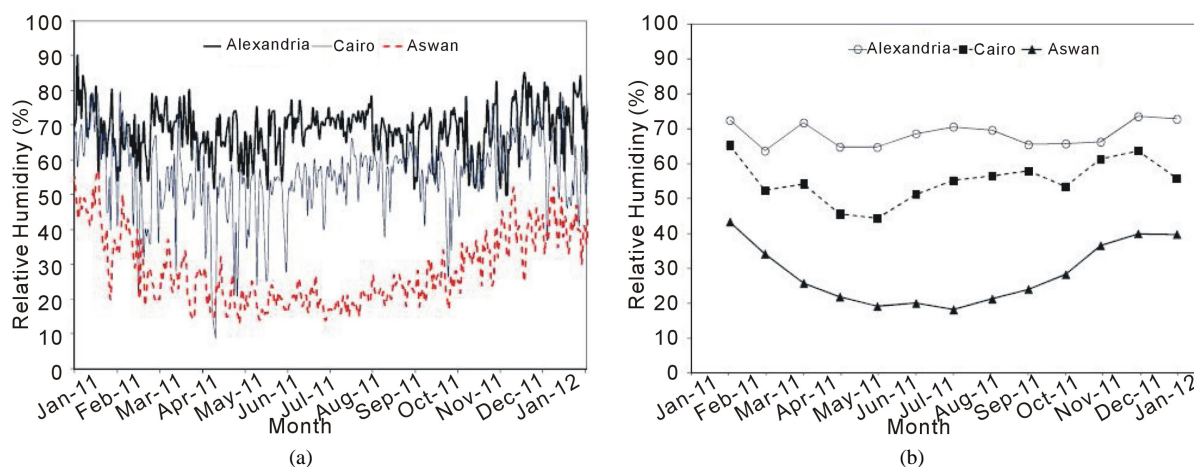 100
90
80
70
60
50
40
30
20
10
0
Relative Humidiny (%)
Alexandria Cairo Aswan
Jan-11 Feb-11 Mar-11 Apr-11 May-11 Jun-11 Jul-11 Aug-11 Sep-11 Oct-11 Nov-11 Dec-11 Jan-12
Month
(a)
100
90
80
70
60
50
40
30
20
10
0
Relative Humidiny (%)
Alexandria Cairo Aswan
Jan-11 Feb-11 Mar-11 Apr-11 May-11 Jun-11 Jul-11 Aug-11 Sep-11 Oct-11 Nov-11 Dec-11 Jan-12
Month
(b)